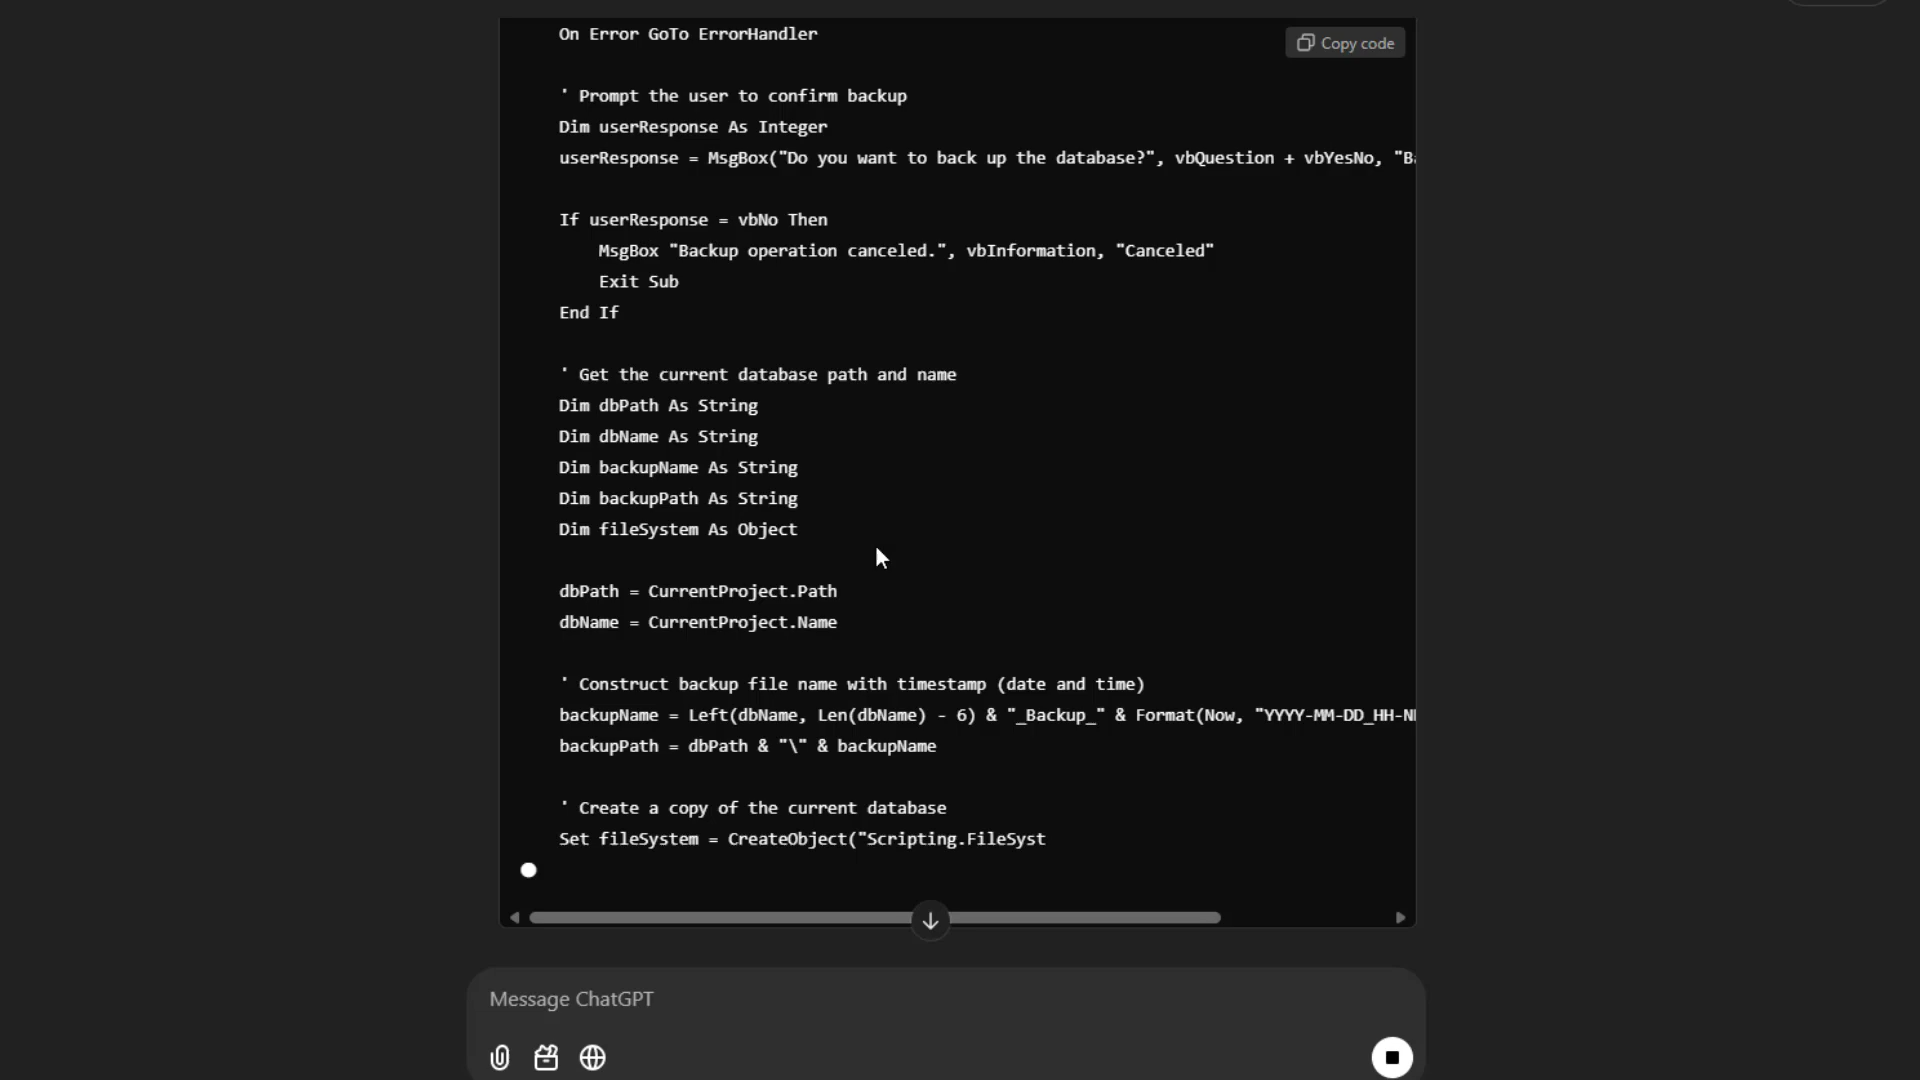 On Error GoTo ErrorHandler
Copy code
' Prompt the user to confirm backup
Dim userResponse As Integer
userResponse = MsgBox("Do you want to back up the database?", vbQuestion + vbYesNo, "Ba
If userResponse = vbNo Then
MsgBox "Backup operation canceled.", vbInformation, "Canceled"
Exit Sub
End If
' Get the current database path and name
Dim dbPath As String
Dim dbName As String
Dim backupName As String
Dim backupPath As String
Dim fileSystem As Object
dbPath = CurrentProject.Path
dbName = CurrentProject.Name
' Construct backup file name with timestamp (date and time)
backupName = Left(dbName, Len(dbName) - 6) & "_Backup_" & Format(Now, "YYYY-MM-DD_HH-N
backupPath = dbPath & "\" & backupName
' Create a copy of the current database
Set fileSystem = CreateObject("Scripting.FileSyst
Message ChatGPT